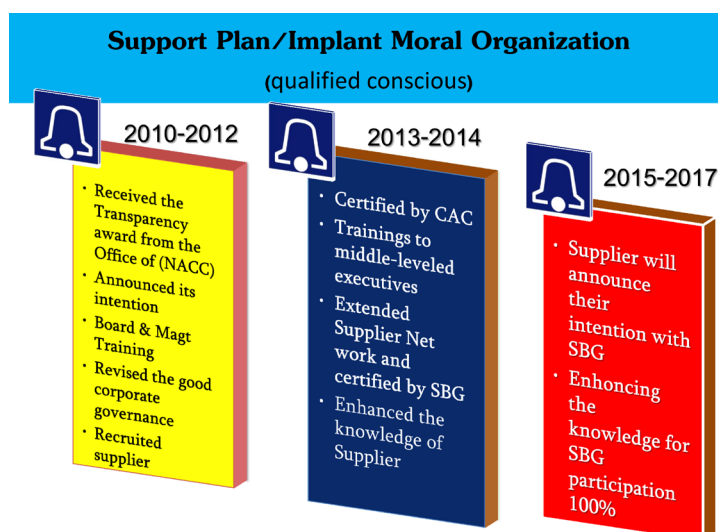 Support Plan/Implant Moral Organization
(qualified conscious)
2010-2012
• Received the
Transparency
award from the
Office of (NACC)
• Announced its
intention
• Board & Magt
Training
• Revised the good
corporate
governance
• Recruited
supplier
2013-2014
• Certified by CAC
• Trainings to
middle-leveled
executives
• Extended
Supplier Net
work and
certified by SBG
• Enhanced the
knowledge of
Supplier
2015-2017
• Supplier will
announce
their
intention with
SBG
• Enhoncing
the
knowledge for
SBG
participation
100%